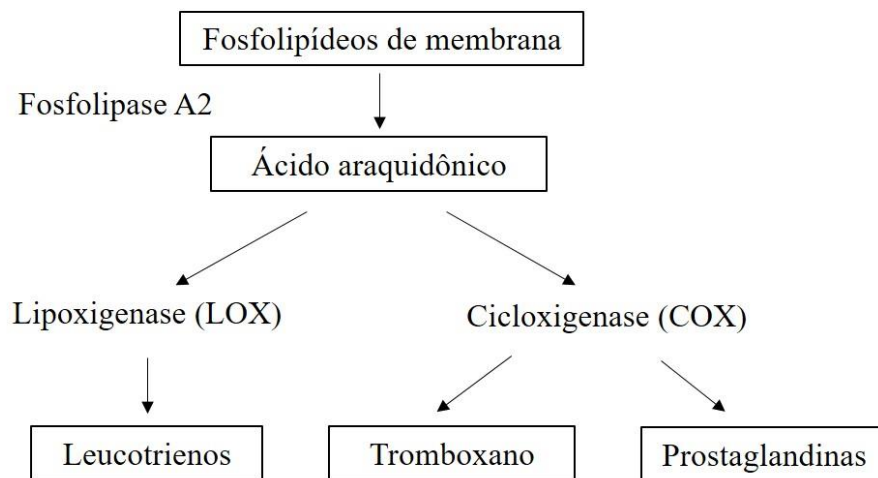 Fosfolipídeos de membrana
Fosfolipase A2
Ácido araquidônico
Lipoxigenase (LOX)
Cicloxigenase (COX)
Leucotrienos
Tromboxano
Prostaglandinas